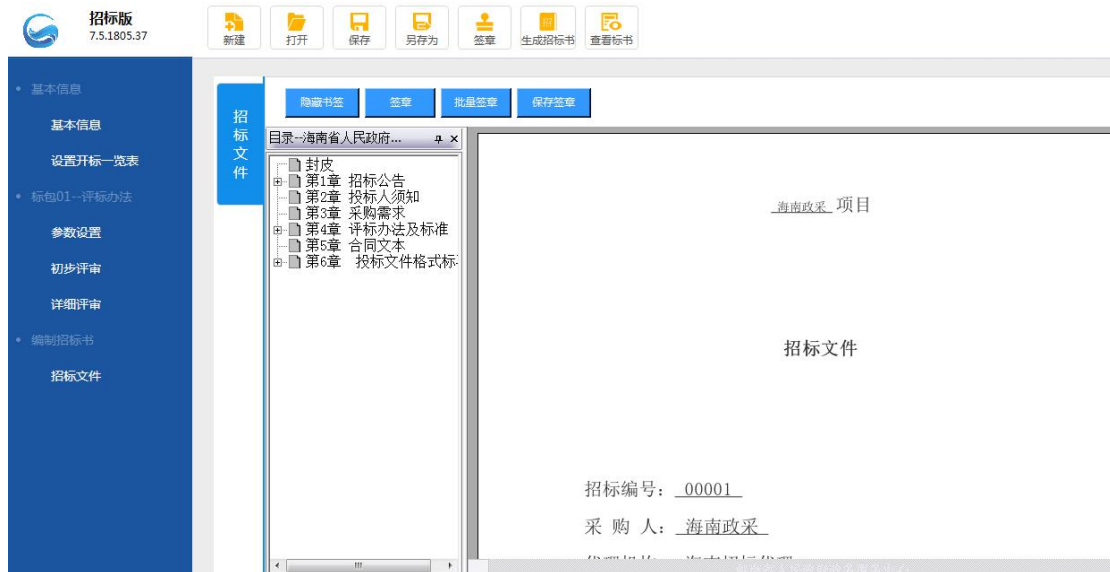 招标版
7.5.1805.37
新建
打开
保存
另存为
签章
生成招标书
查看标书
基本信息
基本信息
设置开标一览表
标包01--评标办法
参数设置
初步评审
详细评审
编制招标书
招标文件
招标文件
隐藏书签
签章
批量签章
保存签章
目录--海南省人民政府...
封皮
第1章 招标公告
第2章 投标人须知
第3章 采购需求
第4章 评标办法及标准
第5章 合同文本
第6章 投标文件格式标
海南政采 项目
招标文件
招标编号： 00001
采 购 人： 海南政采